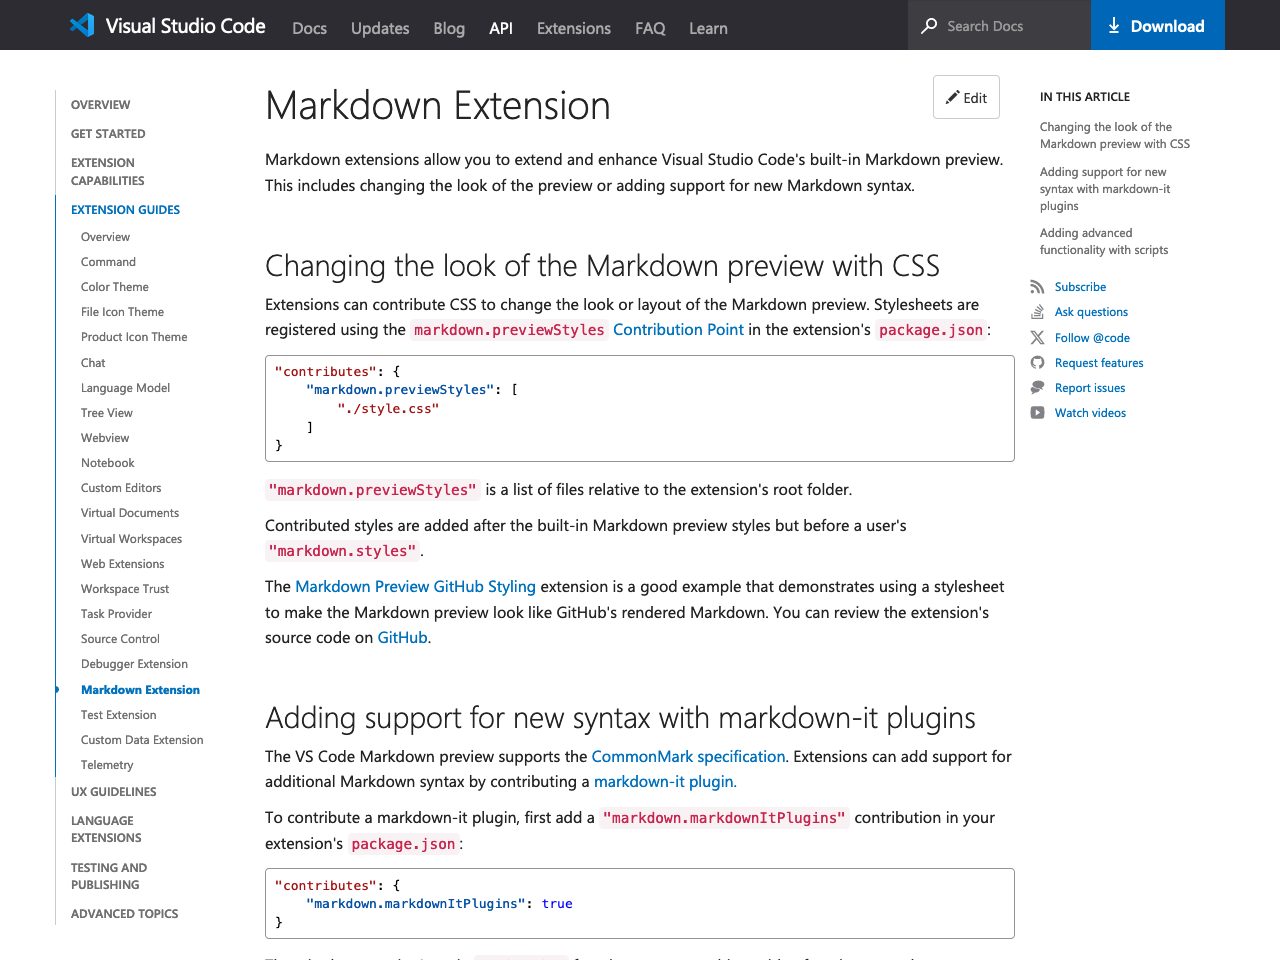 Visual Studio Code
Docs
Updates
Blog
API
Extensions
FAQ
Learn
Search Docs
Download
OVERVIEW
GET STARTED
EXTENSION
CAPABILITIES
EXTENSION GUIDES
Overview
Command
Color Theme
File Icon Theme
Product Icon Theme
Chat
Language Model
Tree View
Webview
Notebook
Custom Editors
Virtual Documents
Virtual Workspaces
Web Extensions
Workspace Trust
Task Provider
Source Control
Debugger Extension
Markdown Extension
Test Extension
Custom Data Extension
Telemetry
UX GUIDELINES
LANGUAGE
EXTENSIONS
TESTING AND
PUBLISHING
ADVANCED TOPICS
Markdown Extension
Edit
Markdown extensions allow you to extend and enhance Visual Studio Code's built-in Markdown preview.
This includes changing the look of the preview or adding support for new Markdown syntax.
Changing the look of the Markdown preview with CSS
Extensions can contribute CSS to change the look or layout of the Markdown preview. Stylesheets are
registered using the markdown.previewStyles Contribution Point in the extension's package.json:
"contributes": {
    "markdown.previewStyles": [
        "./style.css"
    ]
}
"markdown.previewStyles" is a list of files relative to the extension's root folder.
Contributed styles are added after the built-in Markdown preview styles but before a user's
"markdown.styles".
The Markdown Preview GitHub Styling extension is a good example that demonstrates using a stylesheet
to make the Markdown preview look like GitHub's rendered Markdown. You can review the extension's
source code on GitHub.
Adding support for new syntax with markdown-it plugins
The VS Code Markdown preview supports the CommonMark specification. Extensions can add support for
additional Markdown syntax by contributing a markdown-it plugin.
To contribute a markdown-it plugin, first add a "markdown.markdownItPlugins" contribution in your
extension's package.json:
"contributes": {
    "markdown.markdownItPlugins": true
}
IN THIS ARTICLE
Changing the look of the
Markdown preview with CSS
Adding support for new
syntax with markdown-it
plugins
Adding advanced
functionality with scripts
Subscribe
Ask questions
Follow @code
Request features
Report issues
Watch videos